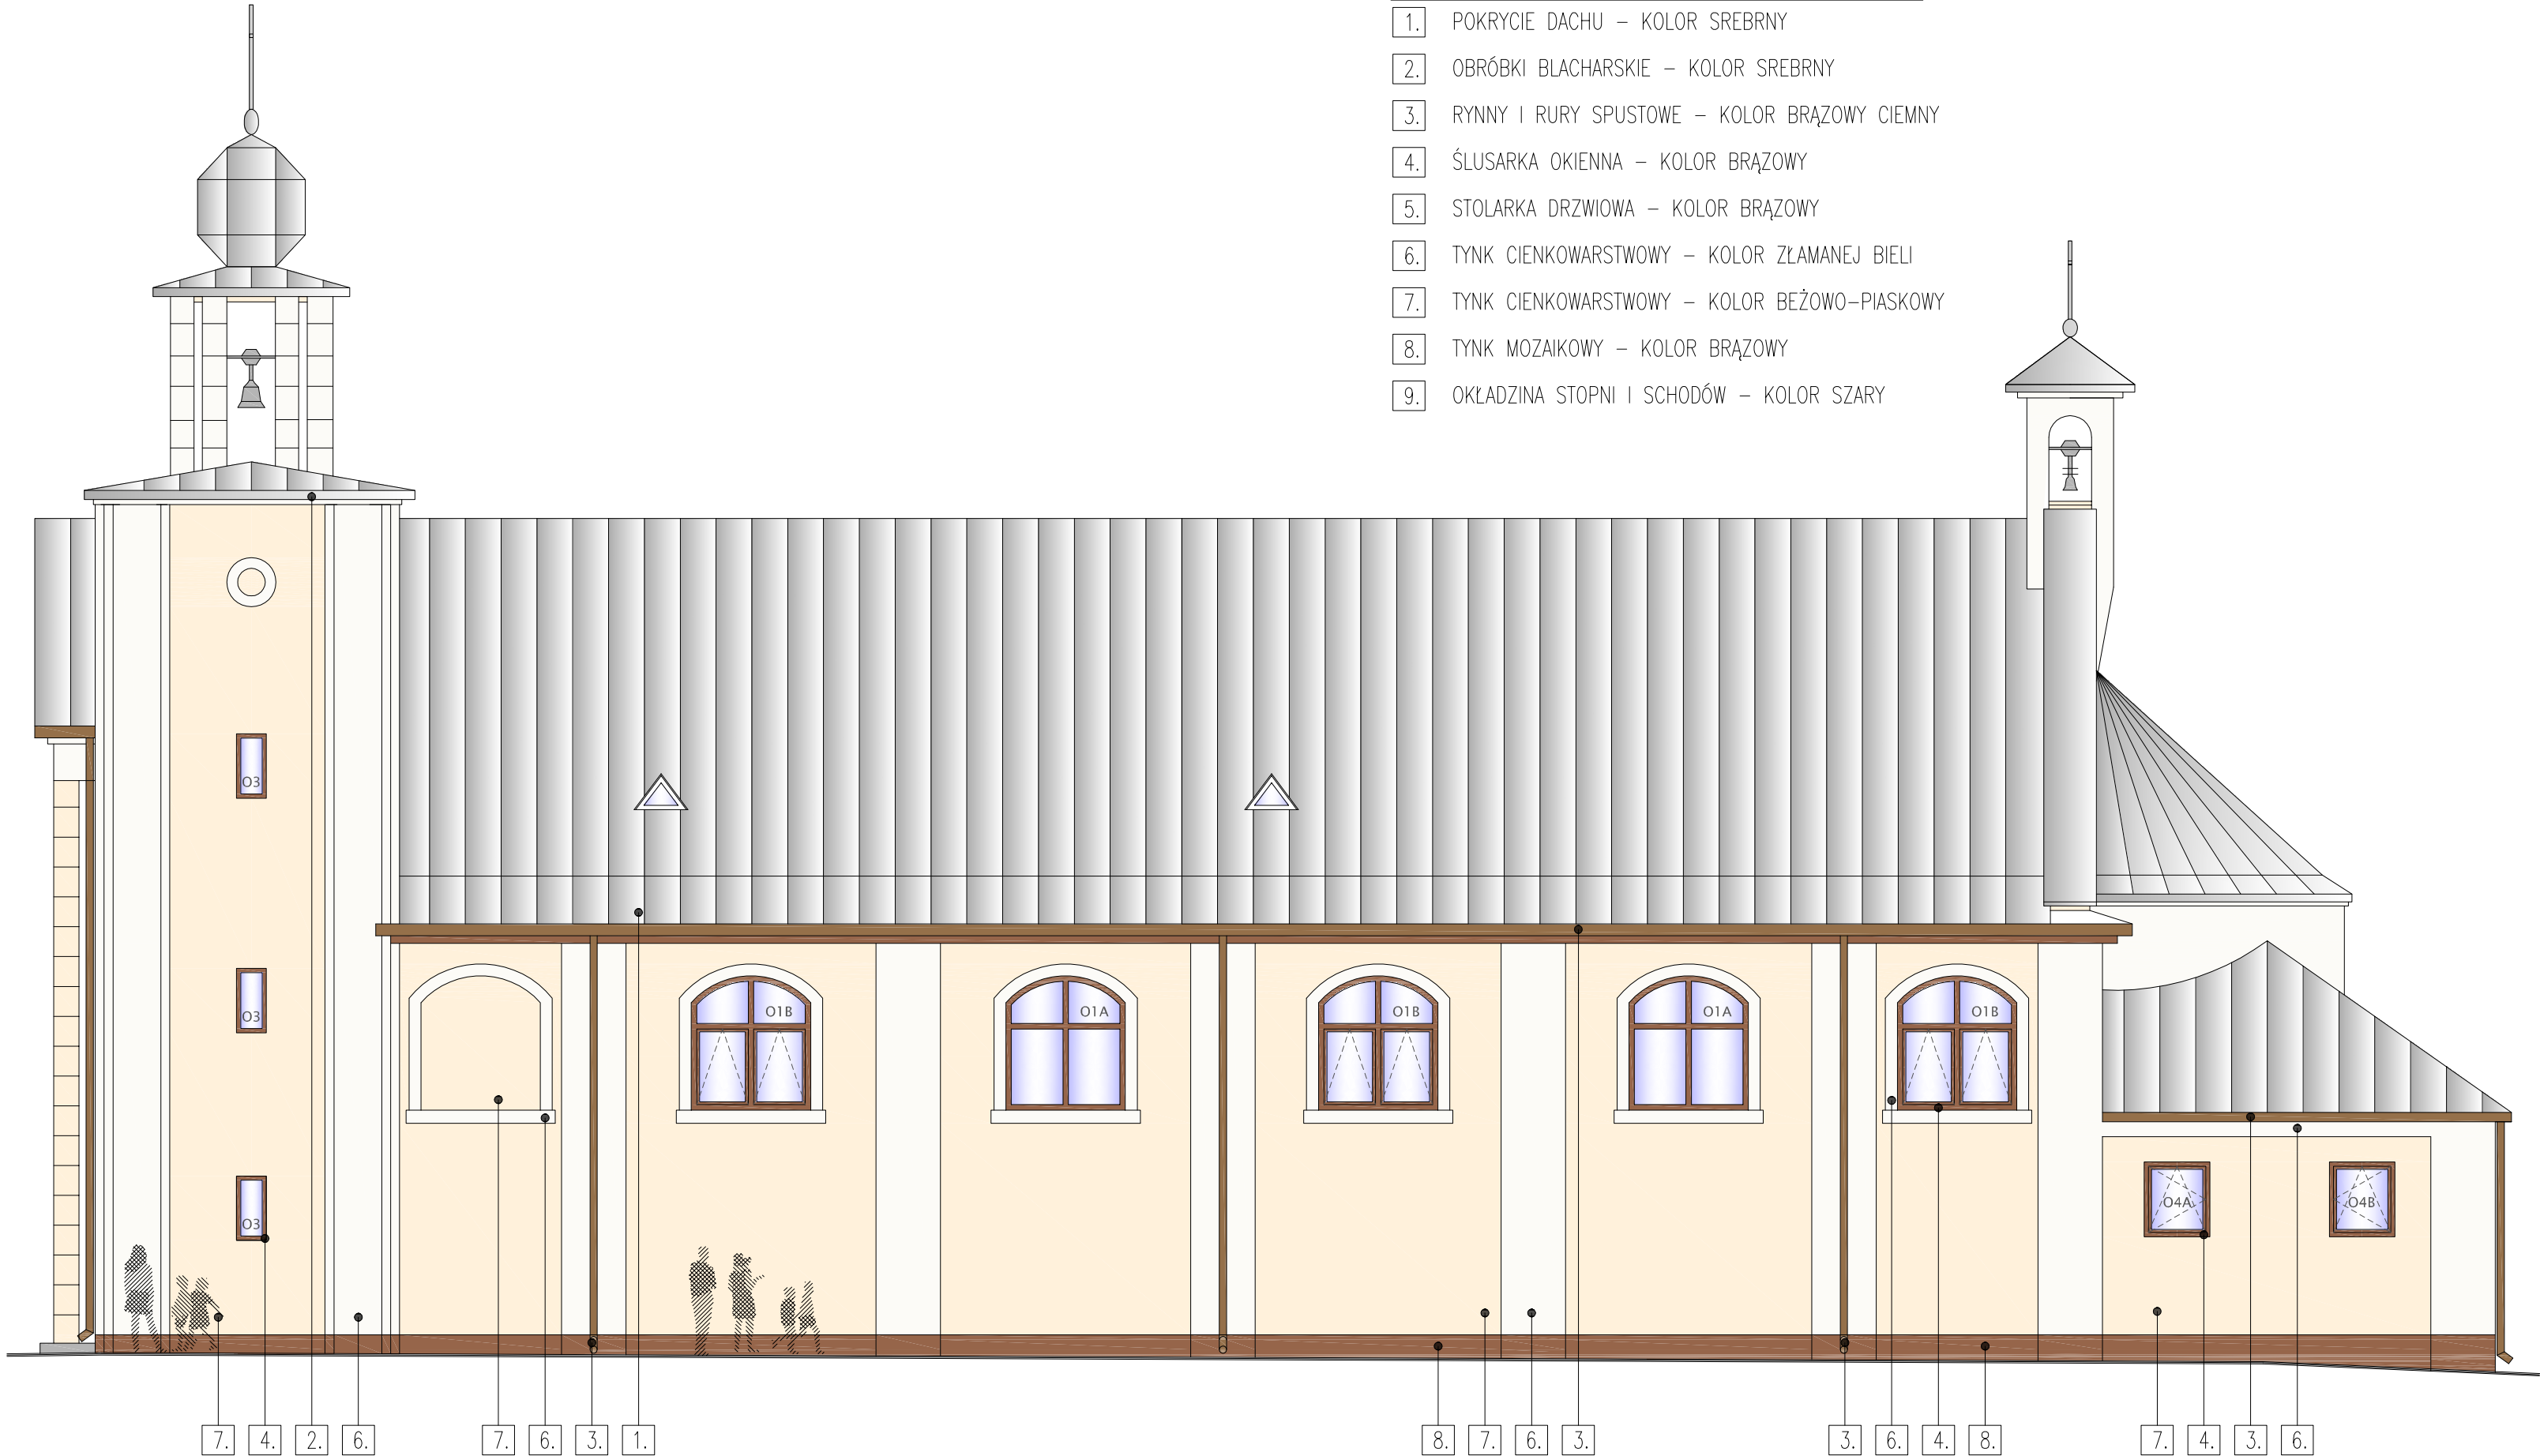 1. POKRYCIE DACHU – KOLOR SREBRNY
2. OBRÓBKI BLACHARSKIE – KOLOR SREBRNY
3. RYNNY I RURY SPUSTOWE – KOLOR BRĄZOWY CIEMNY
4. ŚLUSARKA OKIENNA – KOLOR BRĄZOWY
5. STOLARKA DRZWIOWA – KOLOR BRĄZOWY
6. TYNK CIENKOWARSTWOWY – KOLOR ZŁAMANEJ BIELI
7. TYNK CIENKOWARSTWOWY – KOLOR BEŻOWO-PIASKOWY
8. TYNK MOZAIKOWY – KOLOR BRĄZOWY
9. OKŁADZINA STOPNI I SCHODÓW – KOLOR SZARY
O3
O3
O1B O1A O1B O1A O1B
O4A O4B
O3
7. 4. 2. 6. 7. 6. 3. 1. 8. 7. 6. 3. 3. 6. 4. 8. 7. 4. 3. 6.